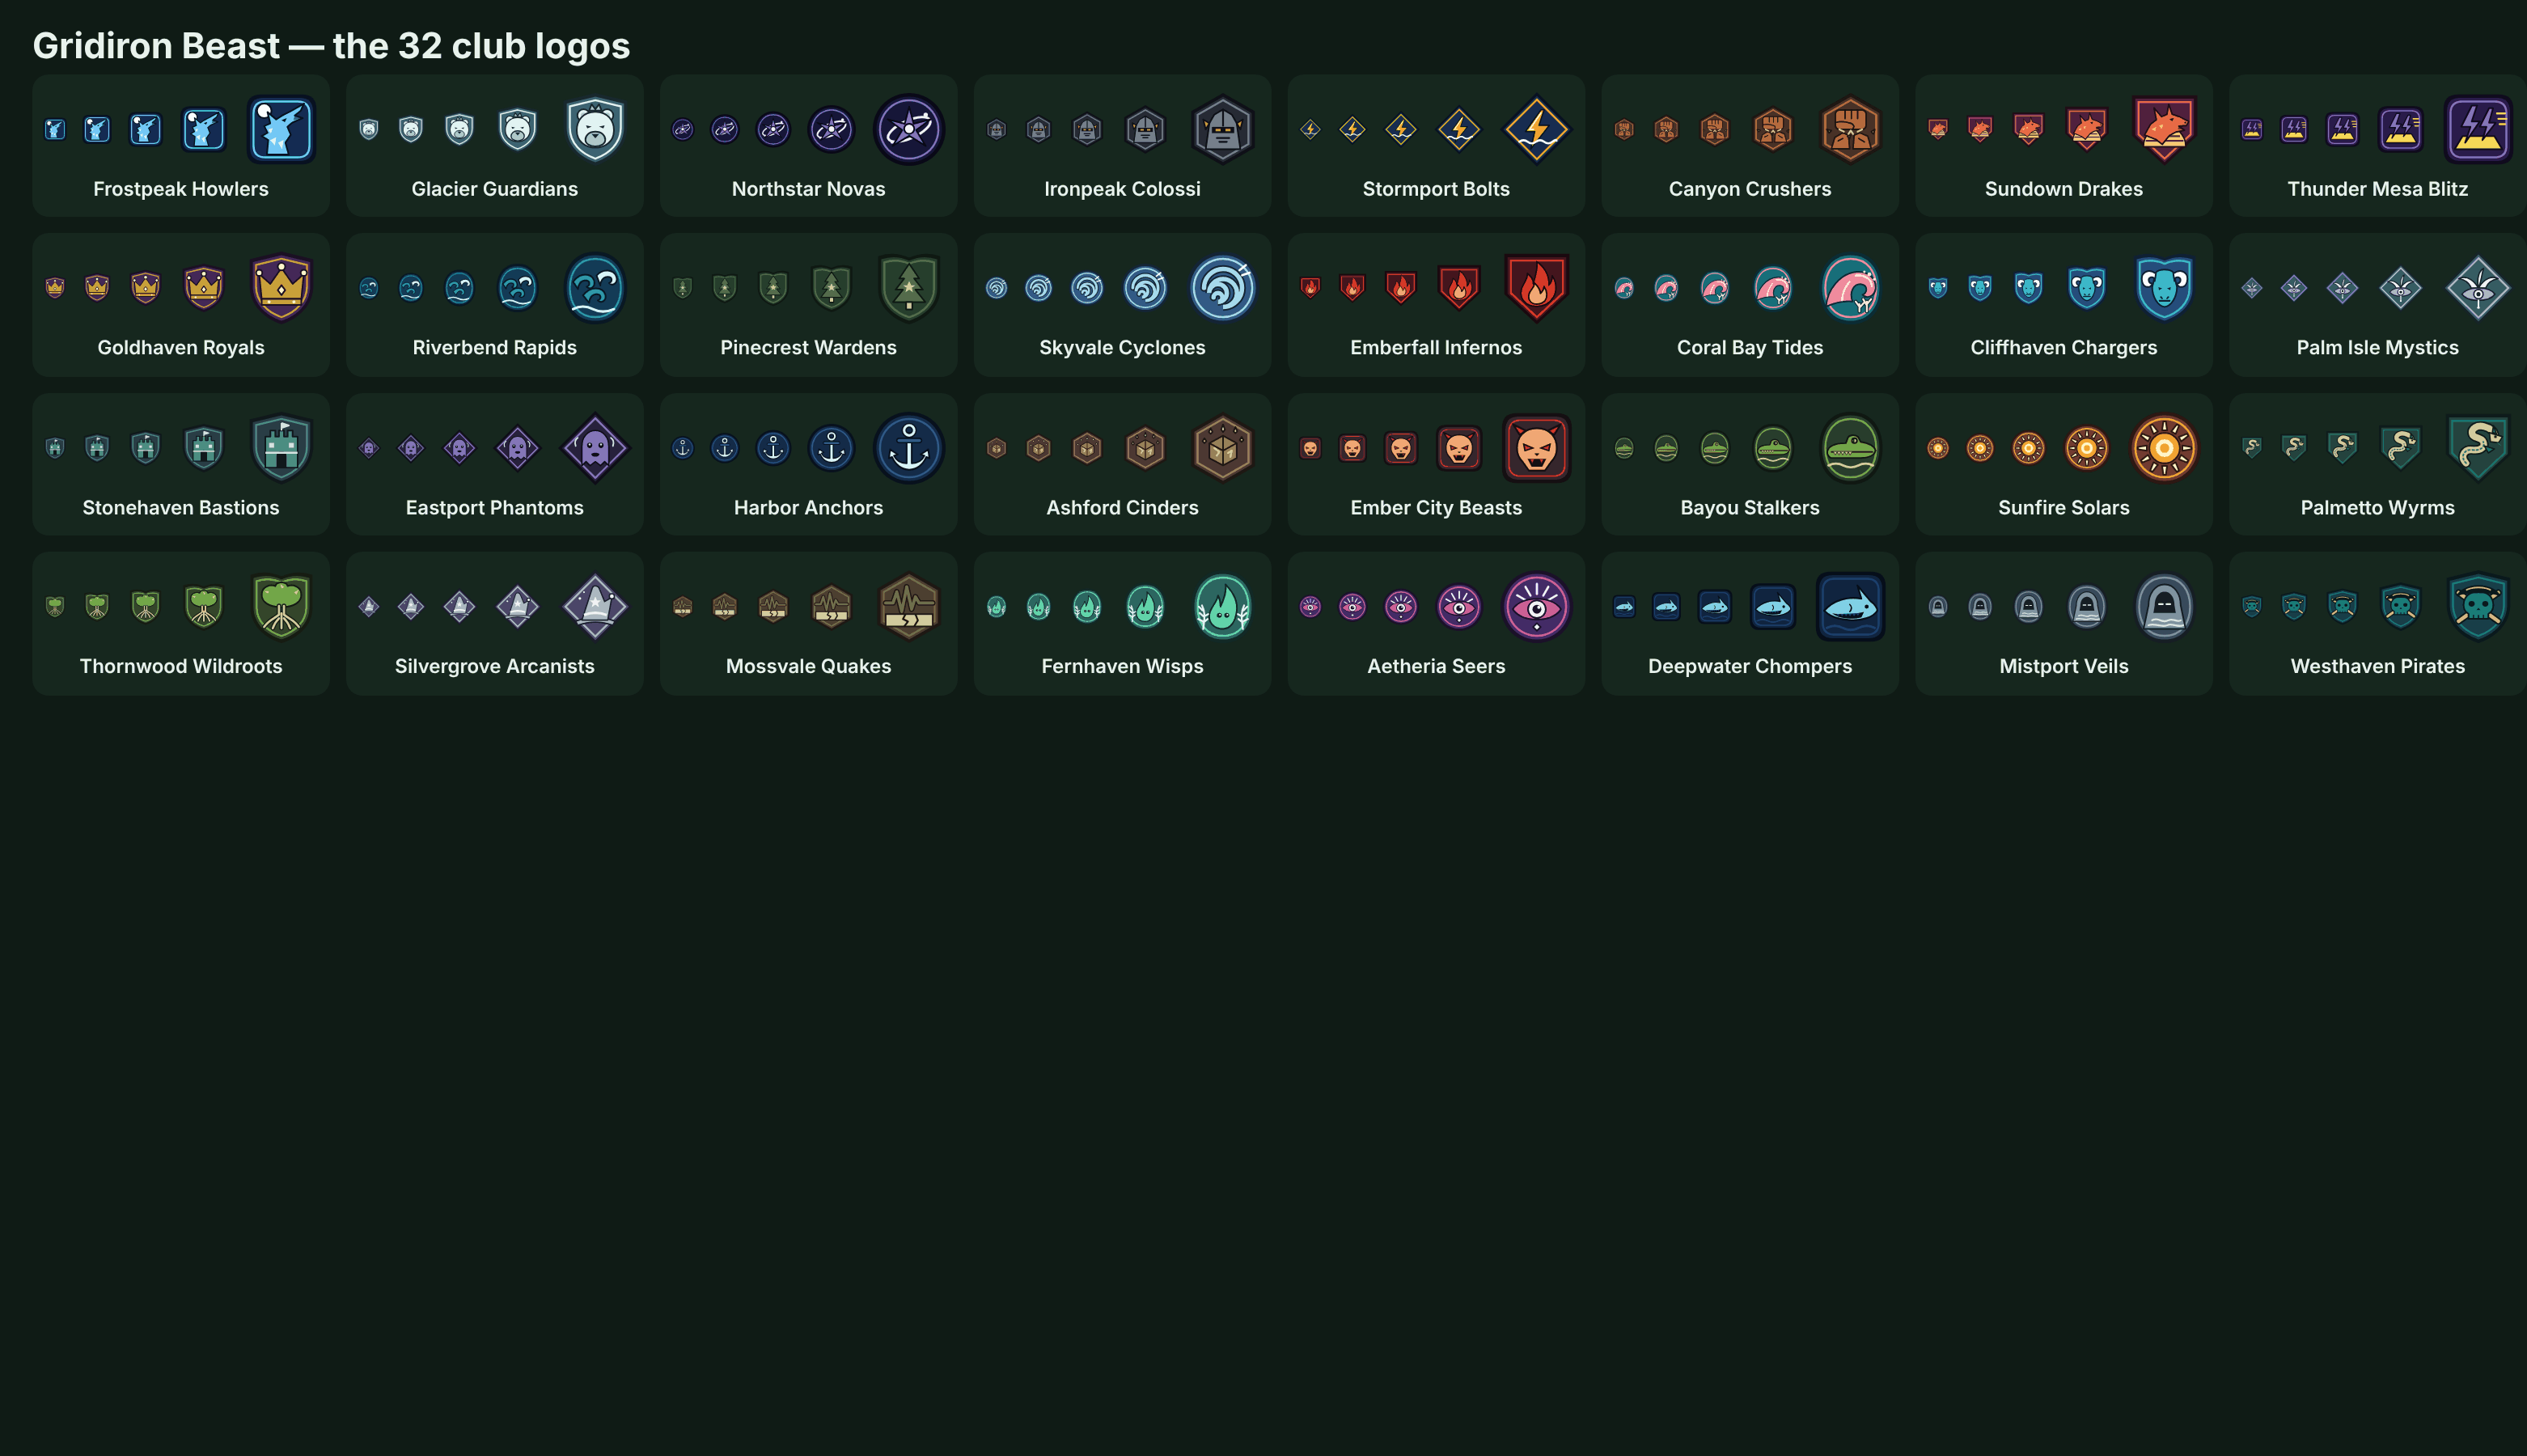 Gridiron Beast — the 32 club logos
Frostpeak Howlers
Glacier Guardians
Northstar Novas
Ironpeak Colossi
Stormport Bolts
Canyon Crushers
Sundown Drakes
Thunder Mesa Blitz
Goldhaven Royals
Riverbend Rapids
Pinecrest Wardens
Skyvale Cyclones
Emberfall Infernos
Coral Bay Tides
Cliffhaven Chargers
Palm Isle Mystics
Stonehaven Bastions
Eastport Phantoms
Harbor Anchors
Ashford Cinders
Ember City Beasts
Bayou Stalkers
Sunfire Solars
Palmetto Wyrms
Thornwood Wildroots
Silvergrove Arcanists
Mossvale Quakes
Fernhaven Wisps
Aetheria Seers
Deepwater Chompers
Mistport Veils
Westhaven Pirates